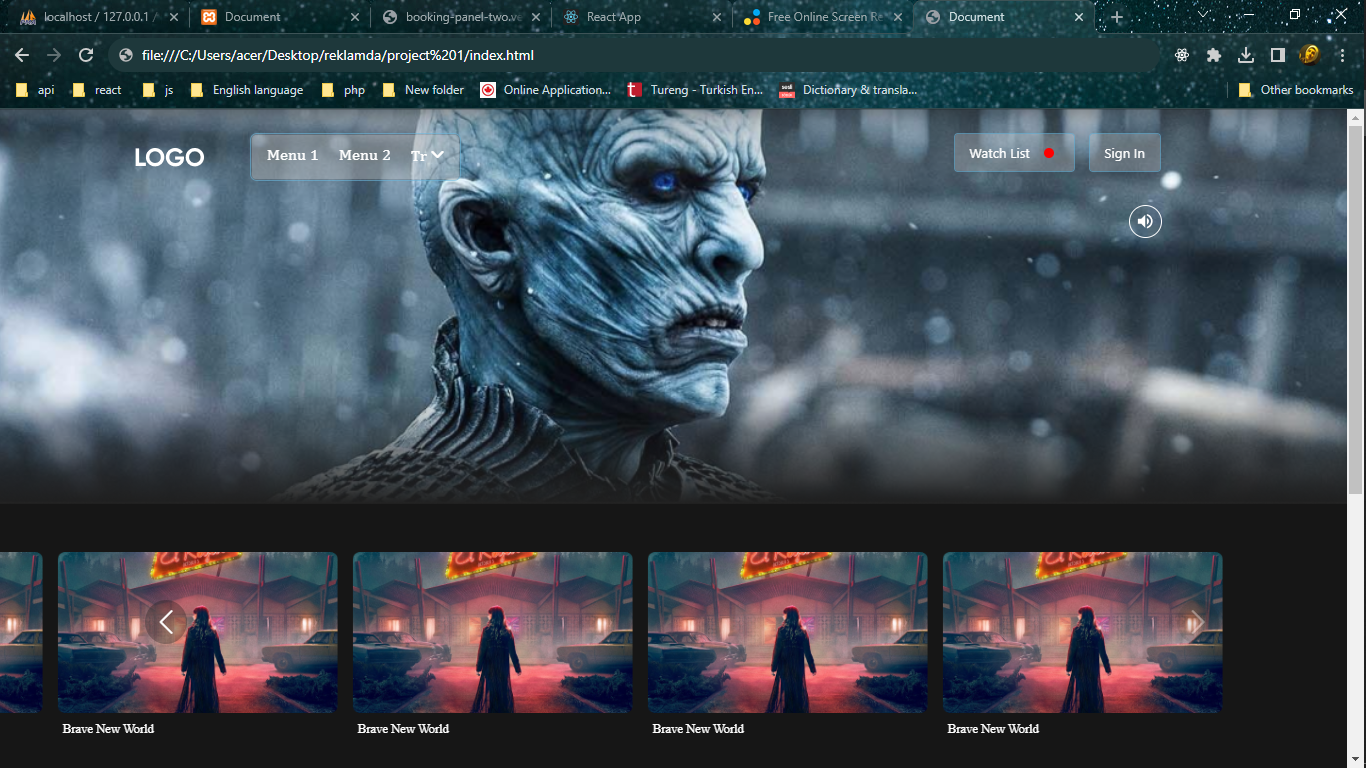 localhost / 127.0.0.1 /
Document
booking-panel-two.ve
React App
Free Online Screen Re
Document
file:///C:/Users/acer/Desktop/reklamda/project%201/index.html
api
react
js
English language
php
New folder
Online Application...
Tureng - Turkish En...
Dictionary & transla...
Other bookmarks
LOGO
Menu 1
Menu 2
Tr
Watch List
Sign In
Brave New World
Brave New World
Brave New World
Brave New World